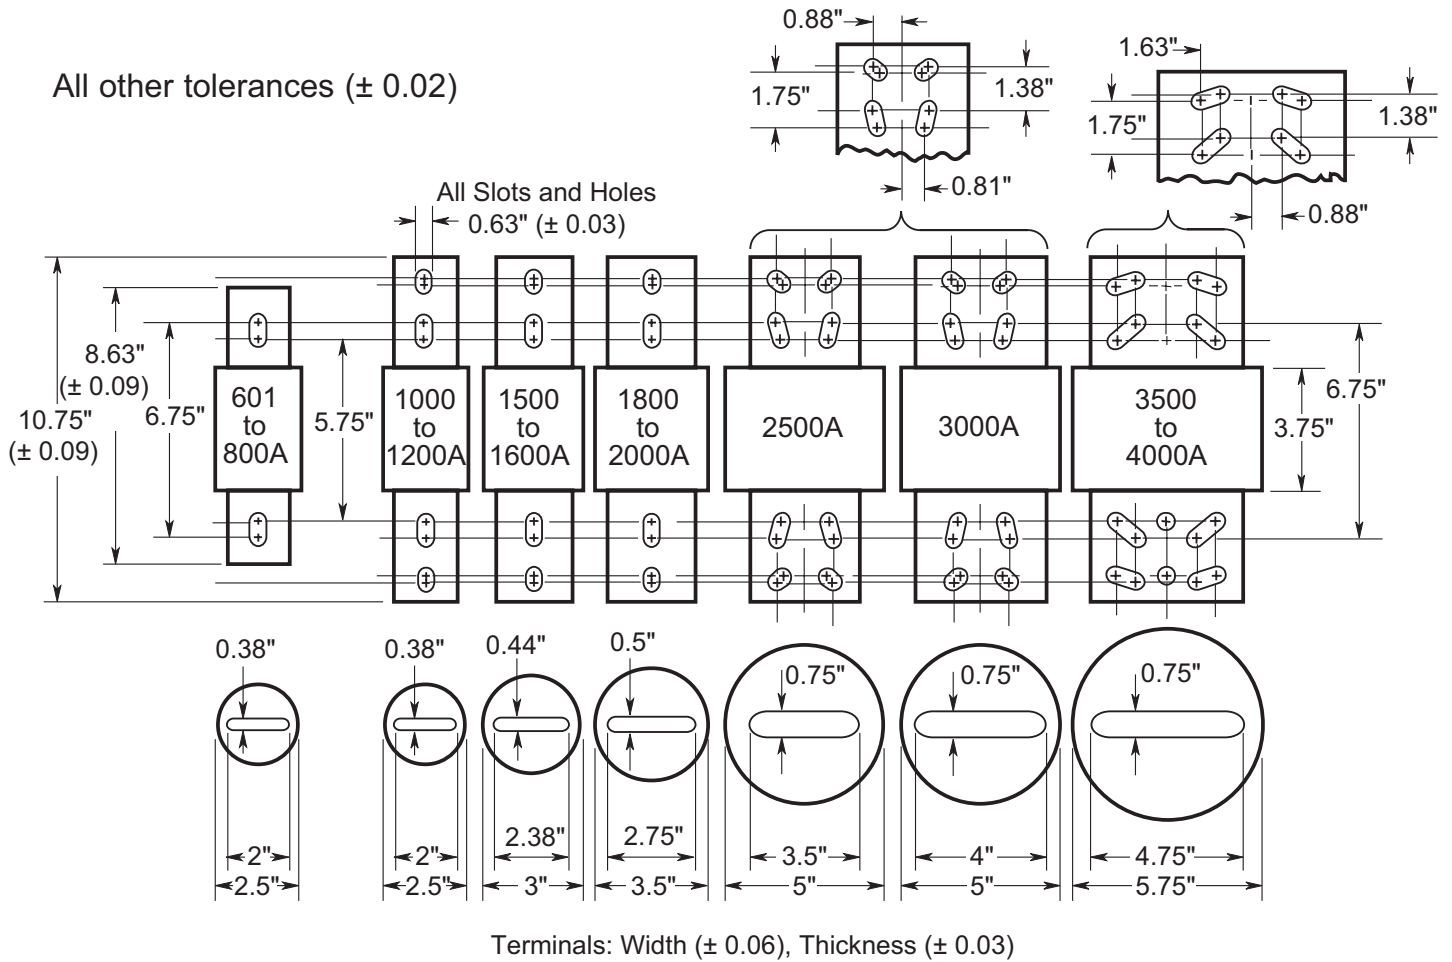 0.88"
1.63"
All other tolerances (± 0.02)
1.75"
1.38"
1.75"
1.38"
0.81"
0.88"
All Slots and Holes
0.63" (± 0.03)
8.63"
(± 0.09)
10.75"
(± 0.09)
6.75"
5.75"
601
to
800A
1000
to
1200A
1500
to
1600A
1800
to
2000A
2500A
3000A
3500
to
4000A
3.75"
6.75"
0.38"
0.38"
0.44"
0.5"
0.75"
0.75"
0.75"
2"
2"
2.38"
2.75"
3.5"
4"
4.75"
2.5"
2.5"
3"
3.5"
5"
5"
5.75"
Terminals: Width (± 0.06), Thickness (± 0.03)